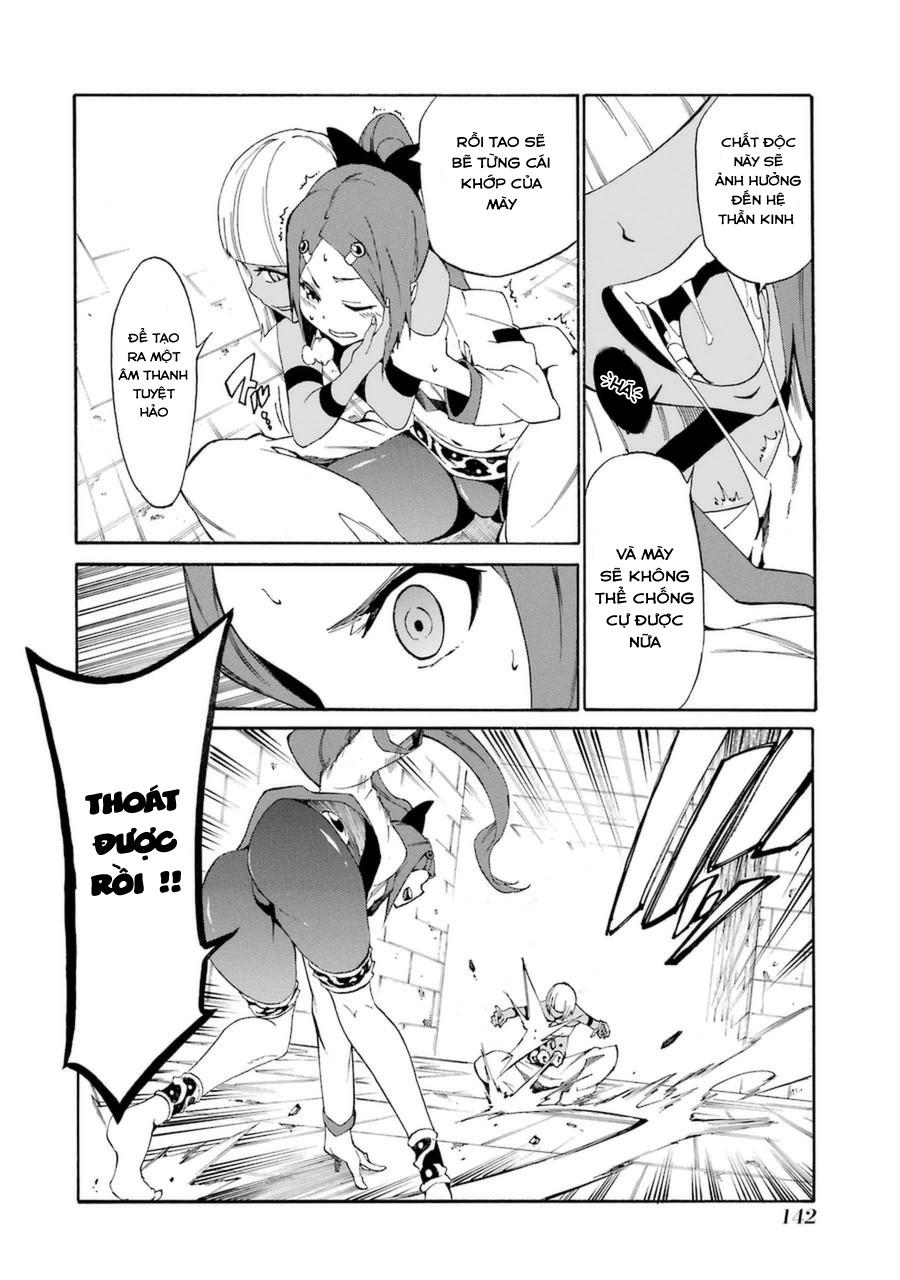 CHẤT ĐỘC
NÀY SẼ
ẢNH HƯỞNG
ĐẾN HỆ
THẦN KINH
HÃ
VÀ MÀY
SẼ KHÔNG
THỂ CHỐNG
CỰ ĐƯỢC
NỮA
RỒI TAO SẼ
BẺ TỪNG CÁI
KHỚP CỦA
MÀY
ĐỂ TẠO
RA MỘT
ÂM THANH
TUYỆT
HẢO
THOÁT
ĐƯỢC
RỒI !!
142